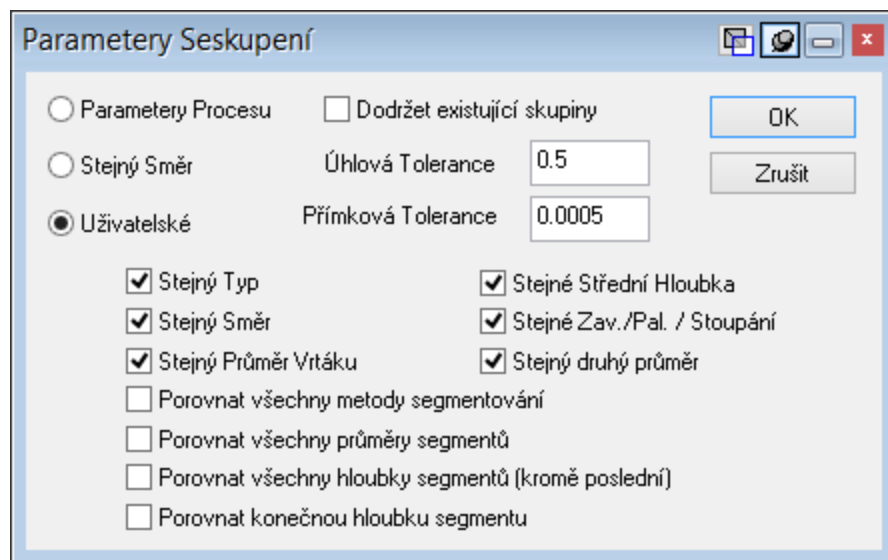 Parametery Seskupení
Parametery Procesu
Dodržet existující skupiny
OK
Stejný Směr
Úhlová Tolerance
0.5
Zrušit
Uživatelské
Přímková Tolerance
0.0005
Stejný Typ
Stejné Střední Hloubka
Stejný Směr
Stejné Zav./Pal. / Stoupání
Stejný Průměr Vrtáku
Stejný druhý průměr
Porovnat všechny metody segmentování
Porovnat všechny průměry segmentů
Porovnat všechny hloubky segmentů (kromě poslední)
Porovnat konečnou hloubku segmentu